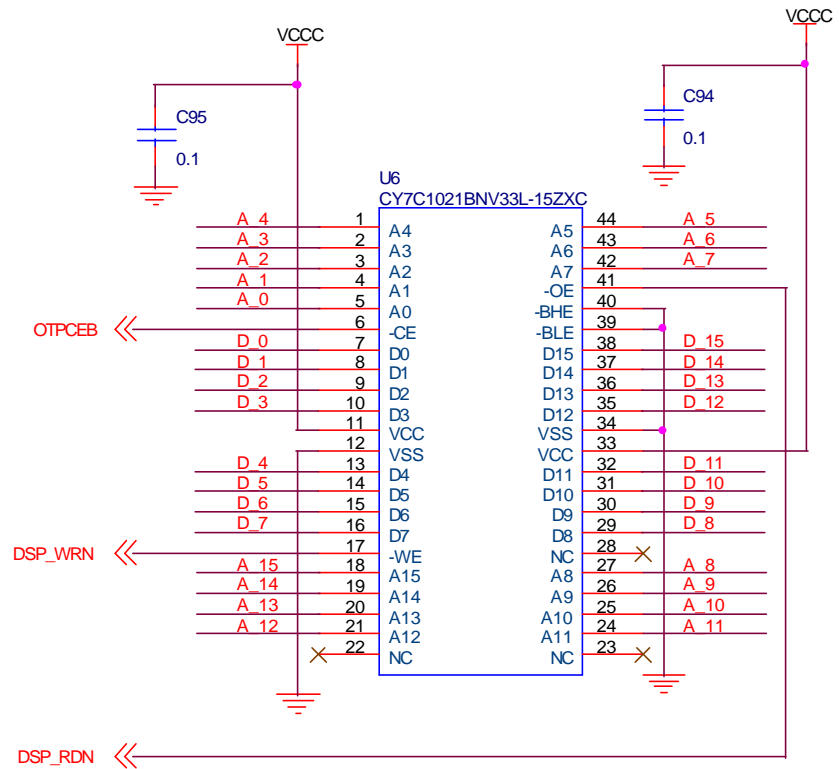 VCCC
VCCC
C95
0.1
C94
0.1
U6
CY7C1021BNV33L-15ZXC
A_4 1 A4 A5 44 A_5
A_3 2 A3 A6 43 A_6
A_2 3 A2 A7 42 A_7
A_1 4 A1 -OE 41
A_0 5 A0 -BHE 40
OTPCEB 6 -CE -BLE 39
D_0 7 D0 D15 38 D_15
D_1 8 D1 D14 37 D_14
D_2 9 D2 D13 36 D_13
D_3 10 D3 D12 35 D_12
11 VCC VSS 34
12 VSS VCC 33
D_4 13 D4 D11 32 D_11
D_5 14 D5 D10 31 D_10
D_6 15 D6 D9 30 D_9
D_7 16 D7 D8 29 D_8
DSP_WRN 17 -WE NC 28
A_15 18 A15 A8 27 A_8
A_14 19 A14 A9 26 A_9
A_13 20 A13 A10 25 A_10
A_12 21 A12 A11 24 A_11
22 NC NC 23
DSP_RDN